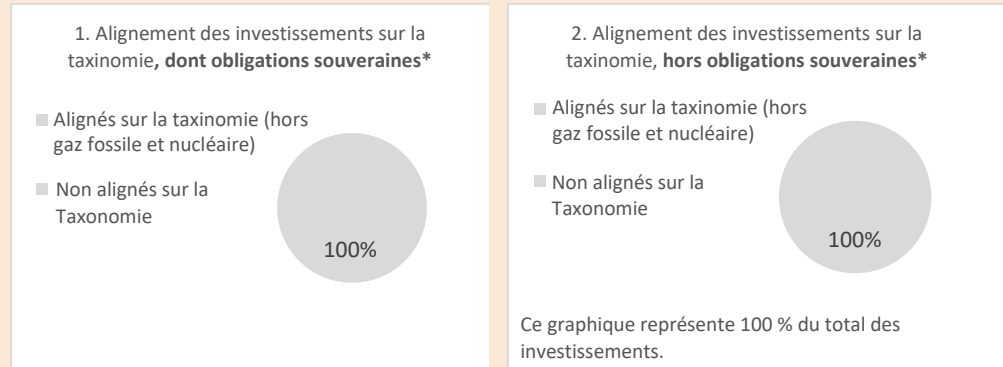 1. Alignement des investissements sur la
taxinomie, dont obligations souveraines*
Alignés sur la taxinomie (hors
gaz fossile et nucléaire)
Non alignés sur la
Taxonomie
100%
2. Alignement des investissements sur la
taxinomie, hors obligations souveraines*
Alignés sur la taxinomie (hors
gaz fossile et nucléaire)
Non alignés sur la
Taxonomie
100%
Ce graphique représente 100 % du total des
investissements.